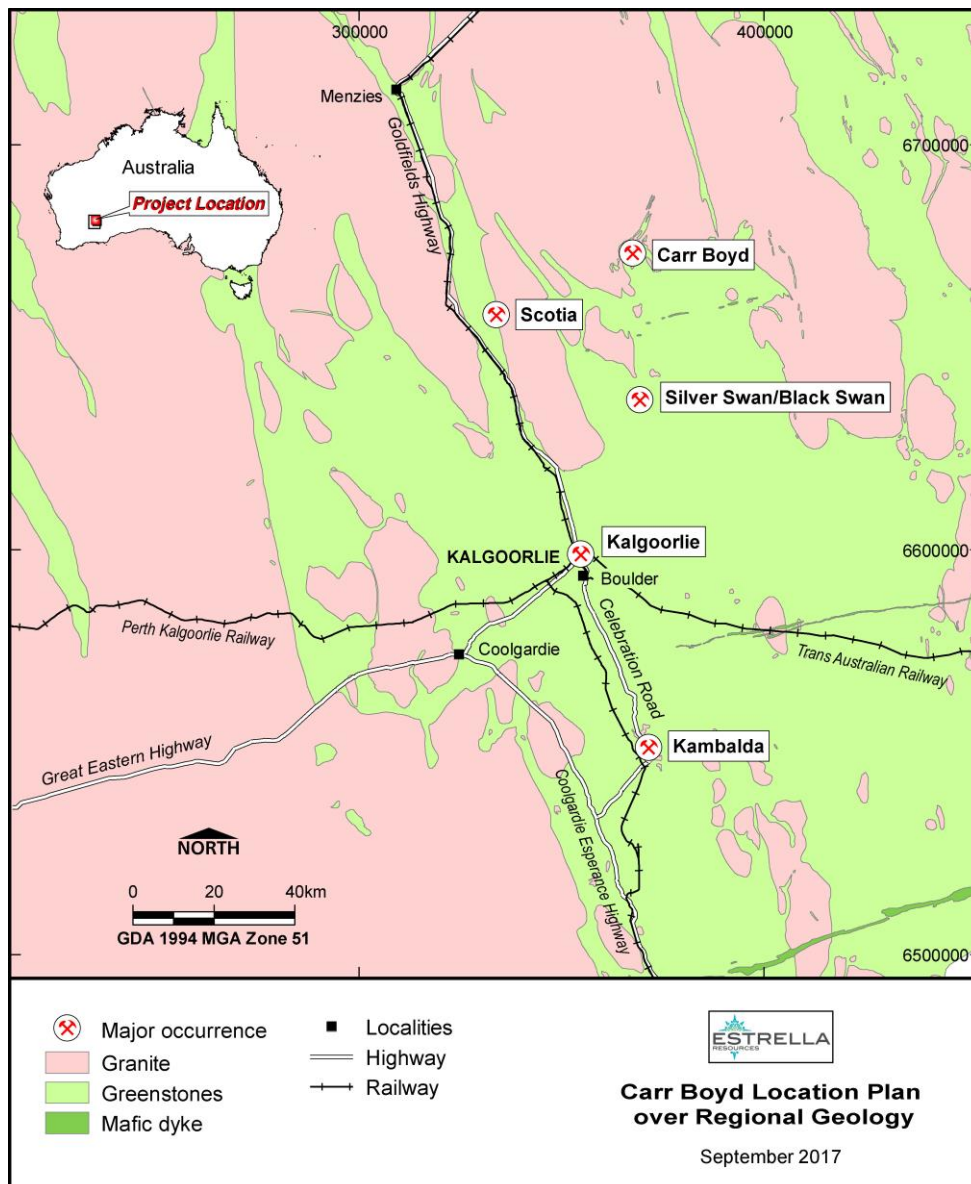 300000
400000
Menzies
Goldfields Highway
6700000
Australia
Project Location
Carr Boyd
Scotia
Silver Swan/Black Swan
Kalgoorlie
KALGOORLIE
6600000
Boulder
Perth Kalgoorlie Railway
Celebration Road
Coolgardie
Trans Australian Railway
Kambalda
Great Eastern Highway
Coolgardie Esperance Highway
NORTH
0 20 40km
GDA 1994 MGA Zone 51
6500000
Major occurrence
Granite
Greenstones
Mafic dyke
Localities
Highway
Railway
ESTRELLA
RESOURCES
Carr Boyd Location Plan
over Regional Geology
September 2017